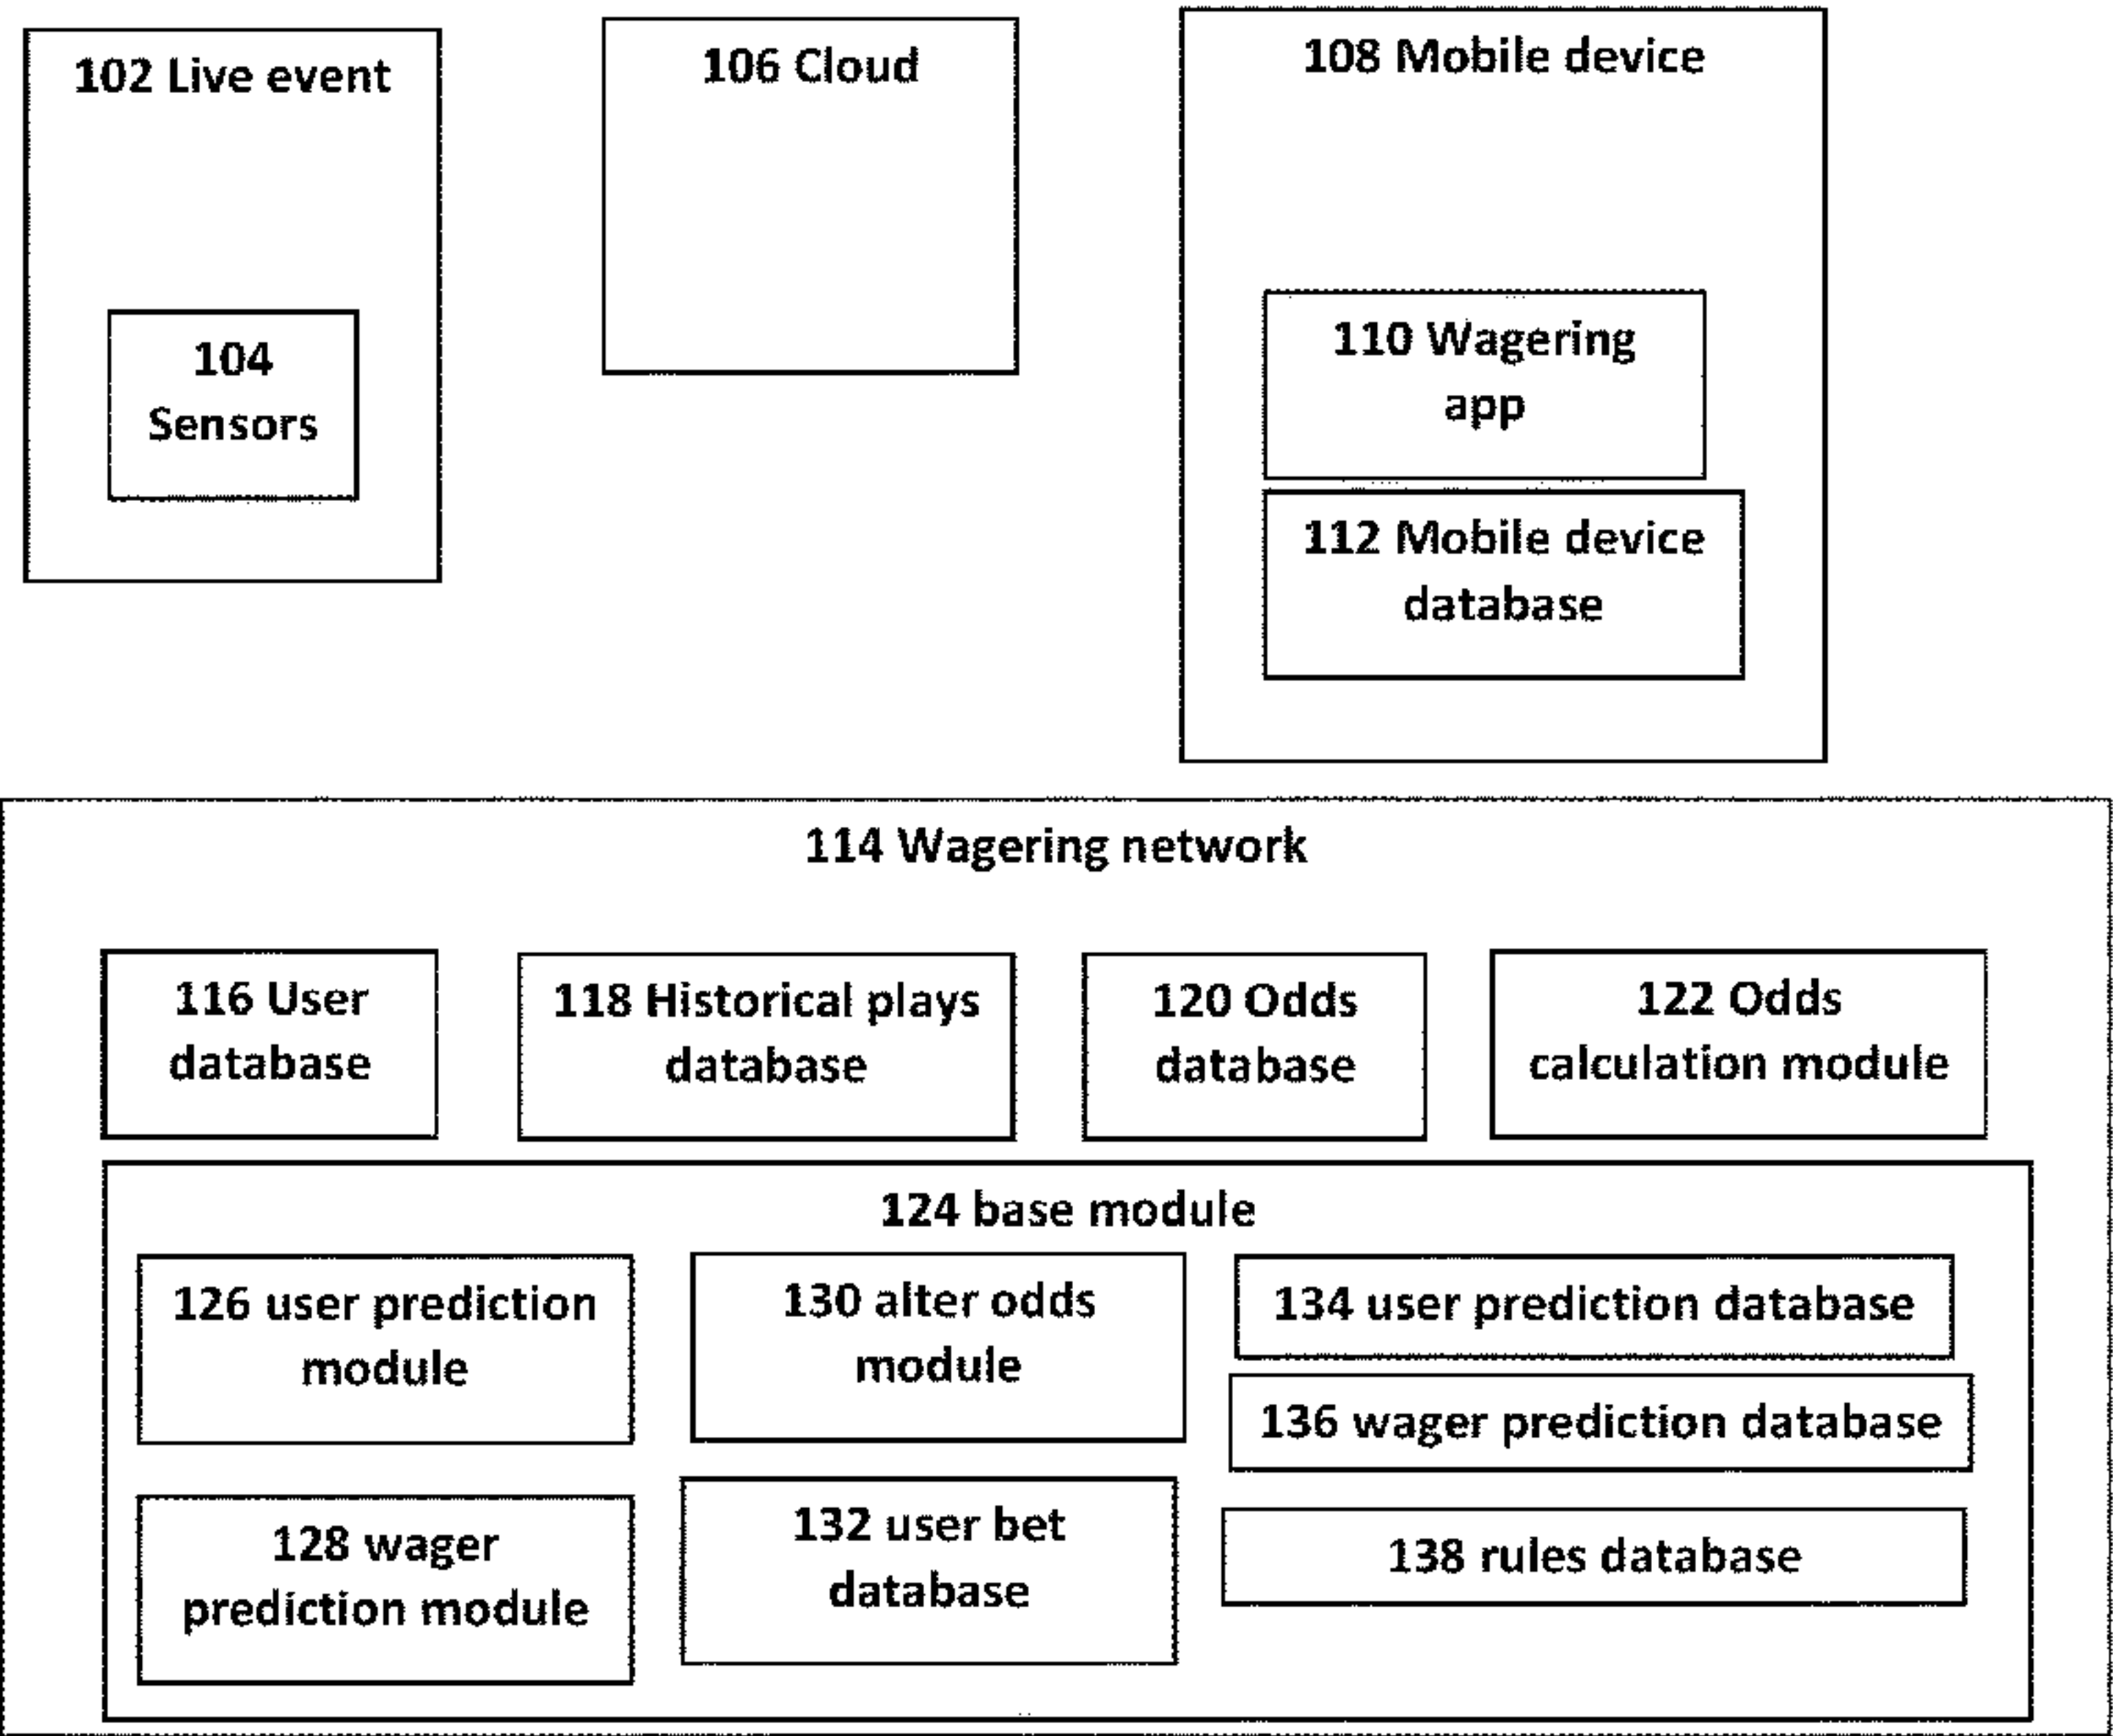 102 Live event
104
Sensors
106 Cloud
108 Mobile device
110 Wagering
app
112 Mobile device
database
114 Wagering network
116 User
database
118 Historical plays
database
120 Odds
database
122 Odds
calculation module
124 base module
126 user prediction
module
128 wager
prediction module
130 alter odds
module
132 user bet
database
134 user prediction database
136 wager prediction database
138 rules database